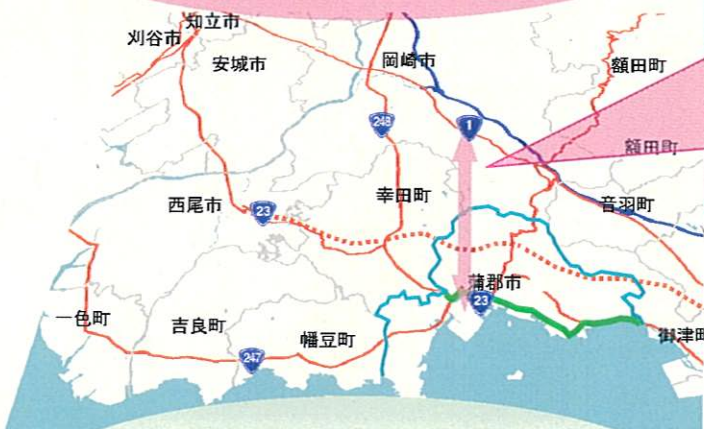 知立市
刈谷市
安城市
岡崎市
額田町
248
1
額田町
幸田町
西尾市
23
音羽町
蒲郡市
23
一色町
吉良町
幡豆町
247
御津町